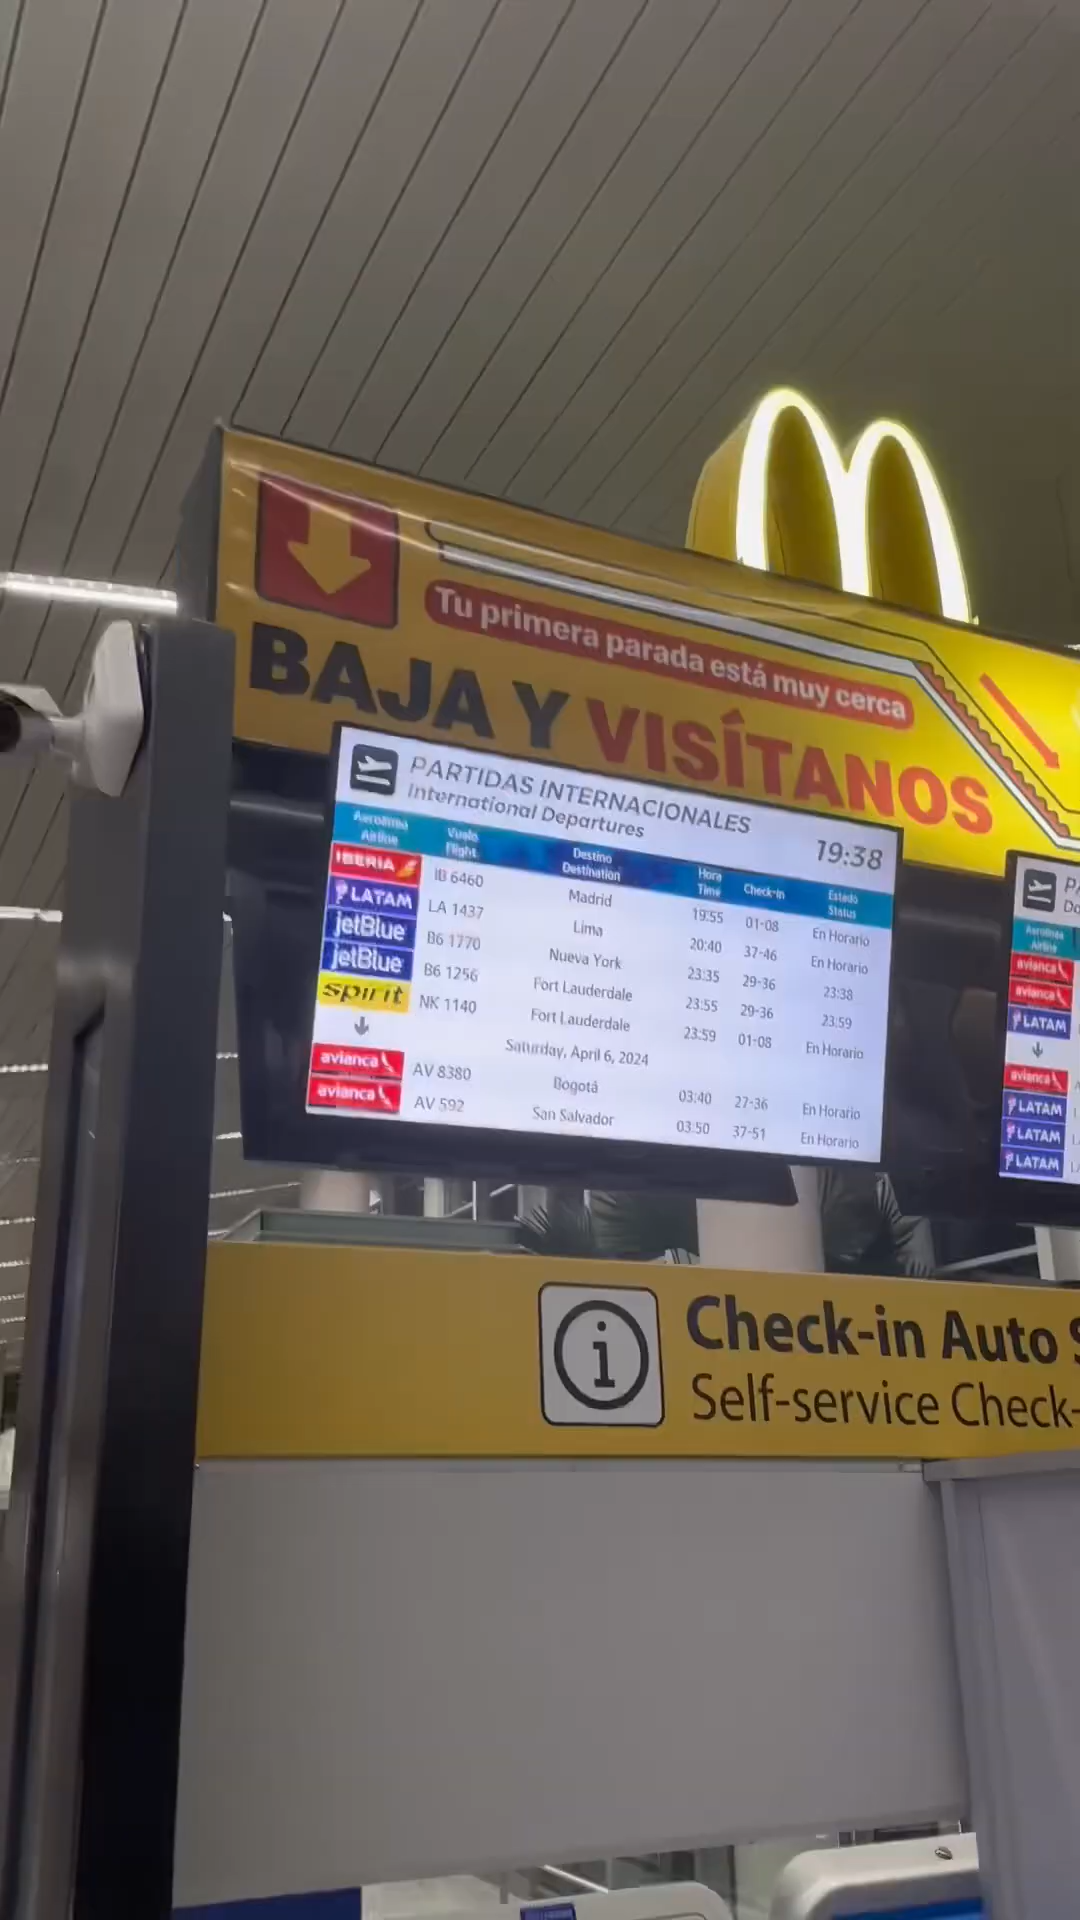 Tu primera parada está muy cerca
BAJA Y VISÍTANOS
PARTIDAS INTERNACIONALES
International Departures
19:38
Aerolínea Vuelo Destino Hora Check-in Estado
Airline Flight Destination Time Status
IBERIA IB 6460 Madrid 19:55 01-08 En Horario
LATAM LA 1437 Lima 20:40 37-46 En Horario
jetBlue B6 1770 Nueva York 23:35 29-36 23:38
jetBlue B6 1256 Fort Lauderdale 23:55 29-36 23:59
spirit NK 1140 Fort Lauderdale 23:59 01-08 En Horario
Saturday, April 6, 2024
avianca AV 8380 Bogotá 03:40 27-36 En Horario
avianca AV 592 San Salvador 03:50 37-51 En Horario
Aerolínea
Airline
avianca
avianca
LATAM
avianca
LATAM
LATAM
LATAM
i
Check-in Auto
Self-service Check-